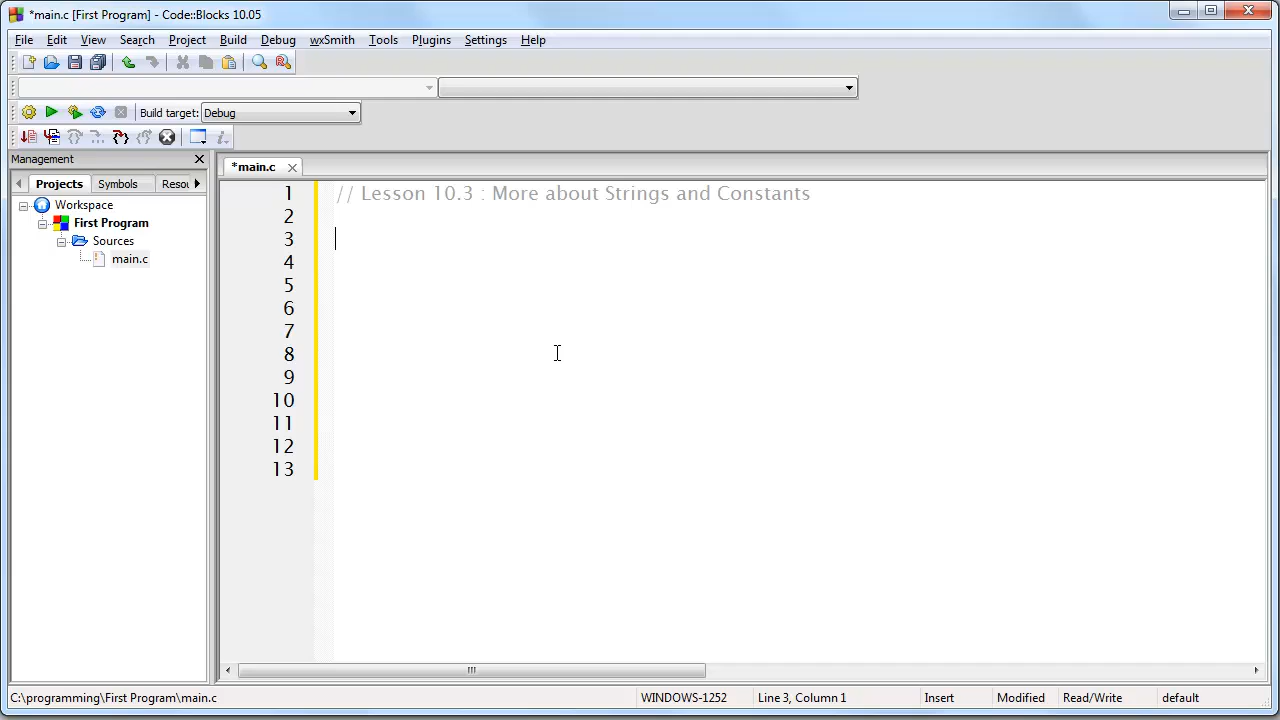 *main.c [First Program] - Code::Blocks 10.05
File Edit View Search Project Build Debug wxSmith Tools Plugins Settings Help
Build target: Debug
Management
*main.c
Projects Symbols Resou
1 // Lesson 10.3 : More about Strings and Constants
Workspace
2
First Program
3
Sources
4
main.c
5
6
7
8
9
10
11
12
13
C:\programming\First Program\main.c WINDOWS-1252 Line 3, Column 1 Insert Modified Read/Write default